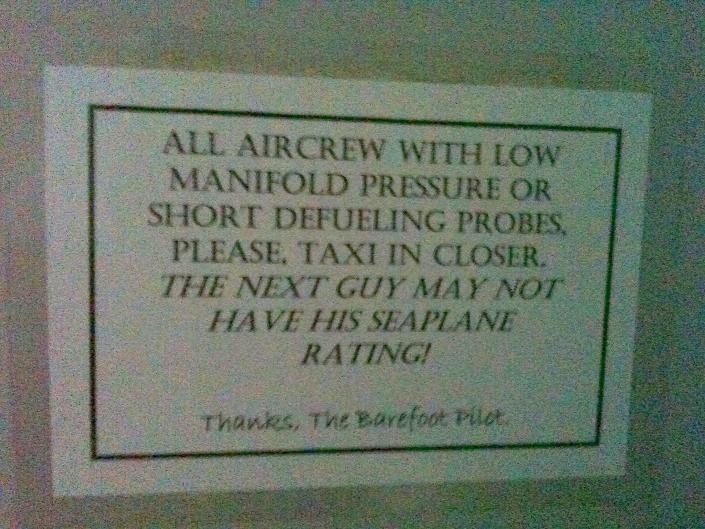 ALL AIRCREW WITH LOW
MANIFOLD PRESSURE OR
SHORT DEFUELING PROBES,
PLEASE, TAXI IN CLOSER.
THE NEXT GUY MAY NOT
HAVE HIS SEAPLANE
RATING!
Thanks, The Barefoot Pilot.